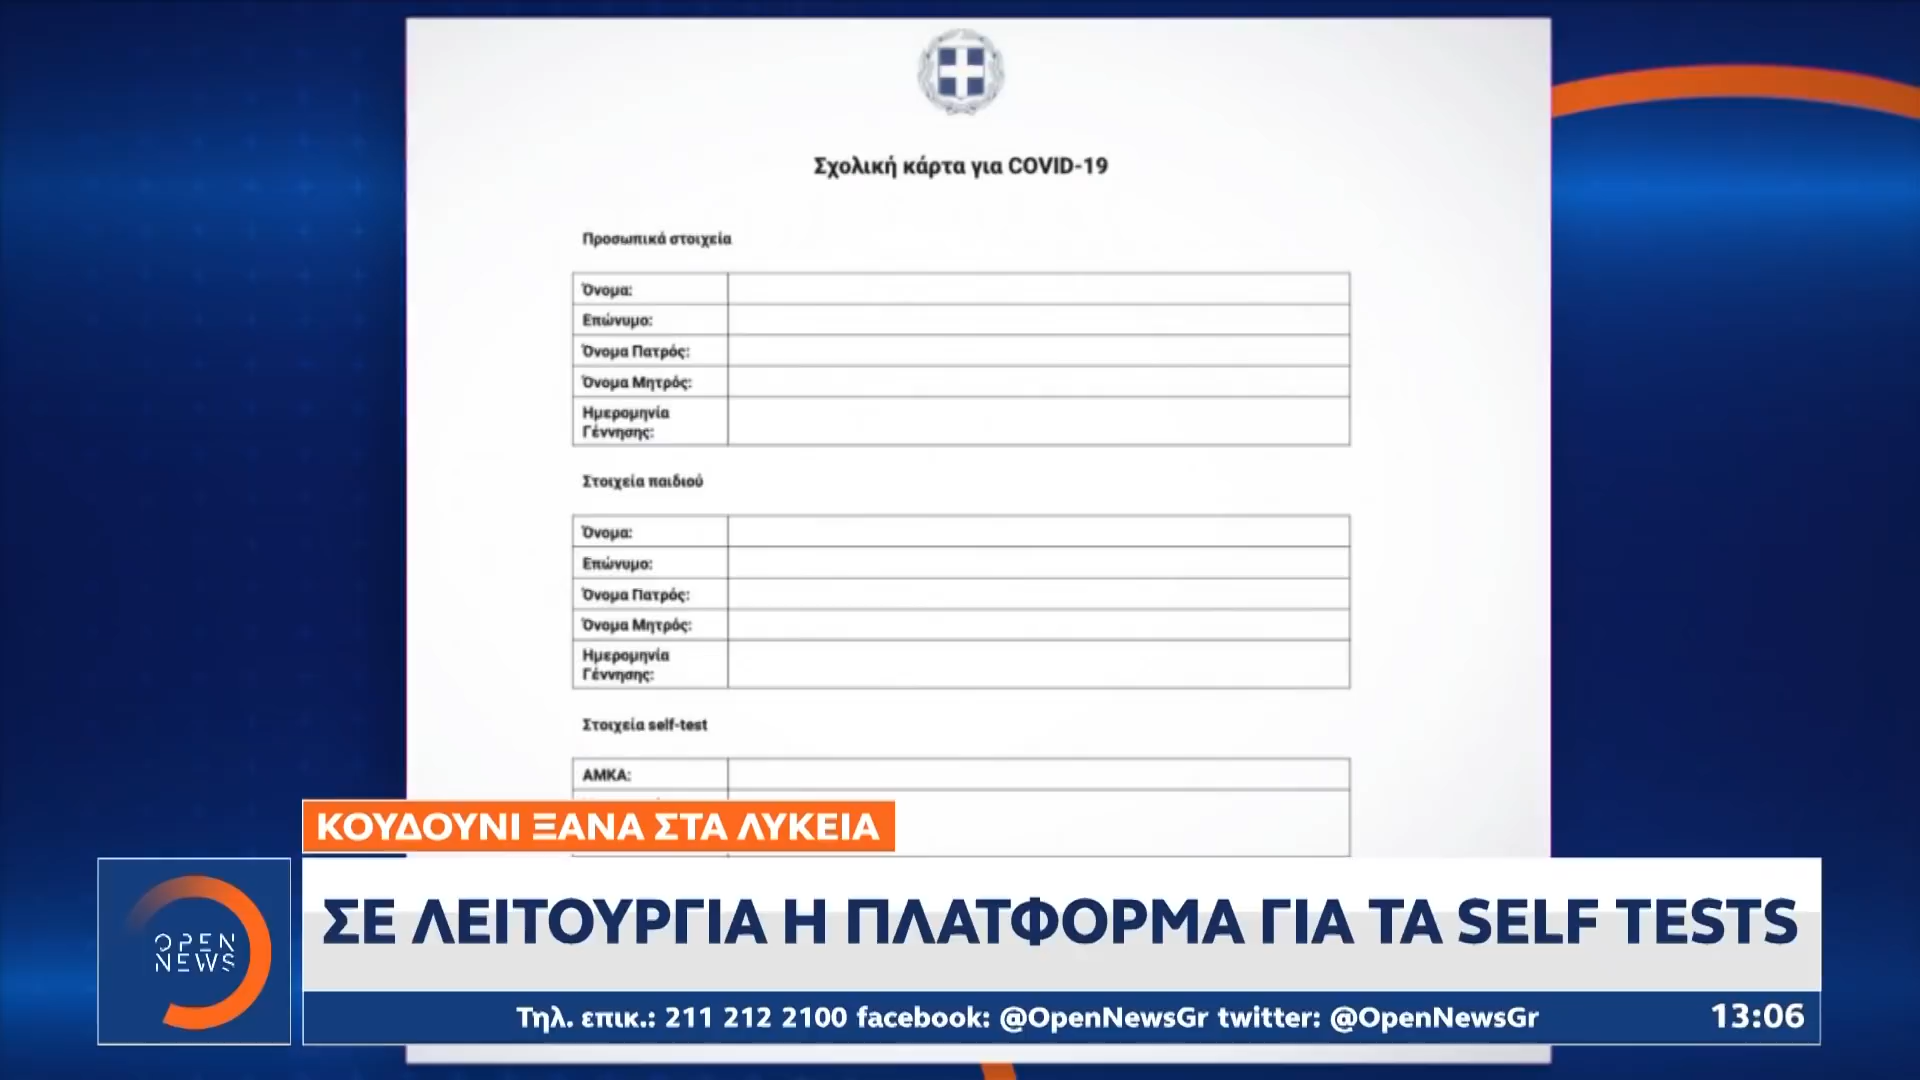 Σχολική κάρτα για COVID-19
Προσωπικά στοιχεία
Όνομα:
Επώνυμο:
Όνομα Πατρός:
Όνομα Μητρός:
Ημερομηνία
Γέννησης:
Στοιχεία παιδιού
Όνομα:
Επώνυμο:
Όνομα Πατρός:
Όνομα Μητρός:
Ημερομηνία
Γέννησης:
Στοιχεία self-test
ΑΜΚΑ:
ΚΟΥΔΟΥΝΙ ΞΑΝΑ ΣΤΑ ΛΥΚΕΙΑ
ΣΕ ΛΕΙΤΟΥΡΓΙΑ Η ΠΛΑΤΦΟΡΜΑ ΓΙΑ ΤΑ SELF TESTS
OPEN
NEWS
Τηλ. επικ.: 211 212 2100 facebook: @OpenNewsGr twitter: @OpenNewsGr
13:06